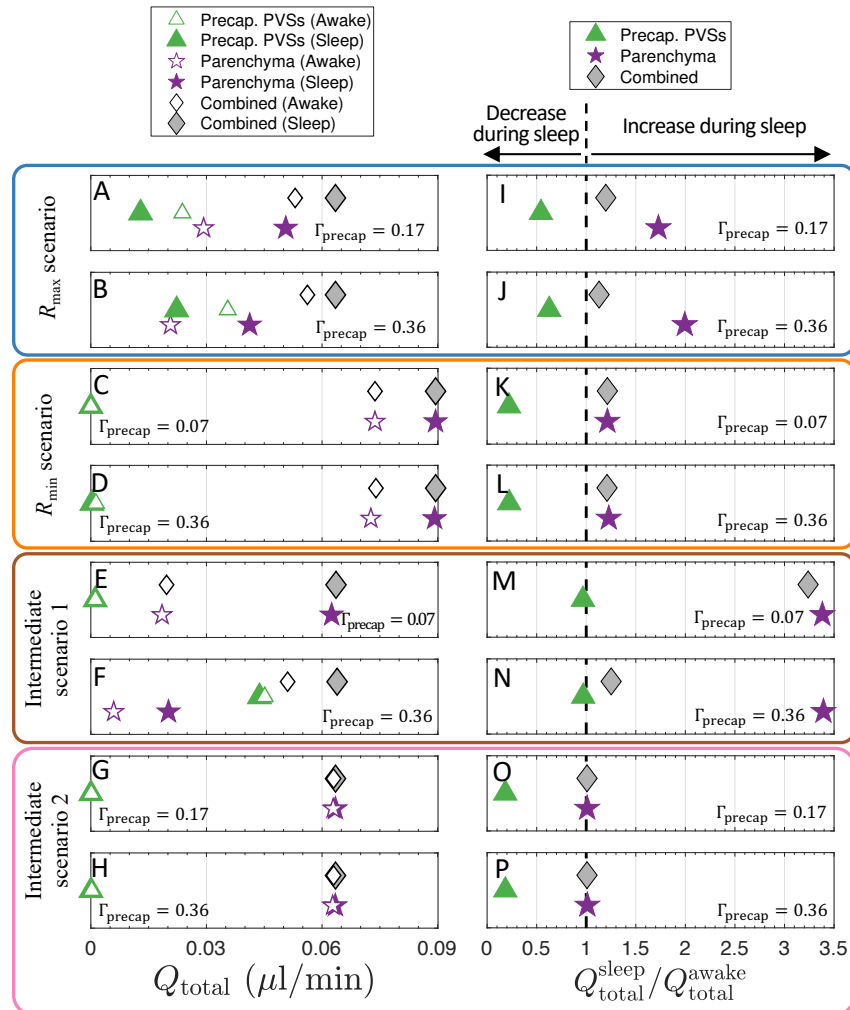 Precap. PVSs (Awake)
Precap. PVSs (Sleep)
Parenchyma (Awake)
Parenchyma (Sleep)
Combined (Awake)
Combined (Sleep)
Precap. PVSs
Parenchyma
Combined
Decrease during sleep
Increase during sleep
R_max scenario
A
Γ_precap = 0.17
I
Γ_precap = 0.17
B
Γ_precap = 0.36
J
Γ_precap = 0.36
R_min scenario
C
Γ_precap = 0.07
K
Γ_precap = 0.07
D
Γ_precap = 0.36
L
Γ_precap = 0.36
Intermediate scenario 1
E
Γ_precap = 0.07
M
Γ_precap = 0.07
F
Γ_precap = 0.36
N
Γ_precap = 0.36
Intermediate scenario 2
G
Γ_precap = 0.17
O
Γ_precap = 0.17
H
Γ_precap = 0.36
P
Γ_precap = 0.36
0 0.03 0.06 0.09
0 0.5 1 1.5 2 2.5 3 3.5
Q_total (μl/min)
Q_total^sleep/Q_total^awake